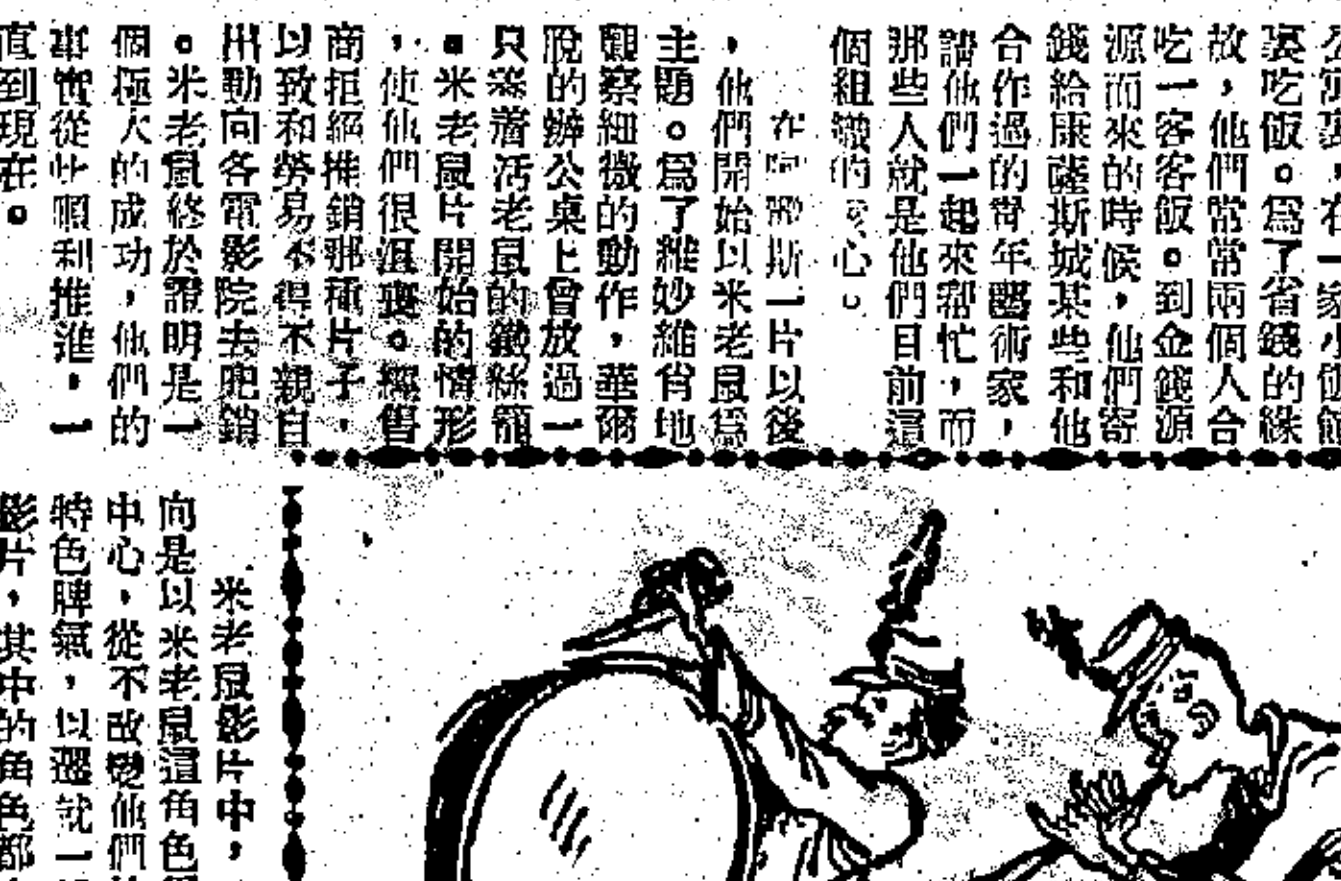 公寓裏，在一家小飯館
裏吃飯。爲了省錢的緣
故，他們常常兩個人合
吃一客客飯。到金錢源
源而來的時候，他們寄
錢給康薩斯城某些和他
合作過的靑年藝術家，
請他們一起來幫忙，而
那些人就是他們目前這
個組織的核心。
在阿麗斯一片以後
，他們開始以米老鼠爲
主題。爲了維妙維肖地
觀察細微的動作，華爾
脫的辦公桌上曾放過一
只養着活老鼠的鐵絲籠
。米老鼠片開始的情形
，使他們很沮喪。經售
商拒絕推銷那種片子，
以致和勞易不得不親自
出動向各電影院去兜銷
。米老鼠終於證明是一
個極大的成功，他們的
事實從此順利推進，一
直到現在。
米老鼠影片中，
向是以米老鼠這角色
中心，從不改變他們
特色脾氣，以遷就一
影片，其中的角色都